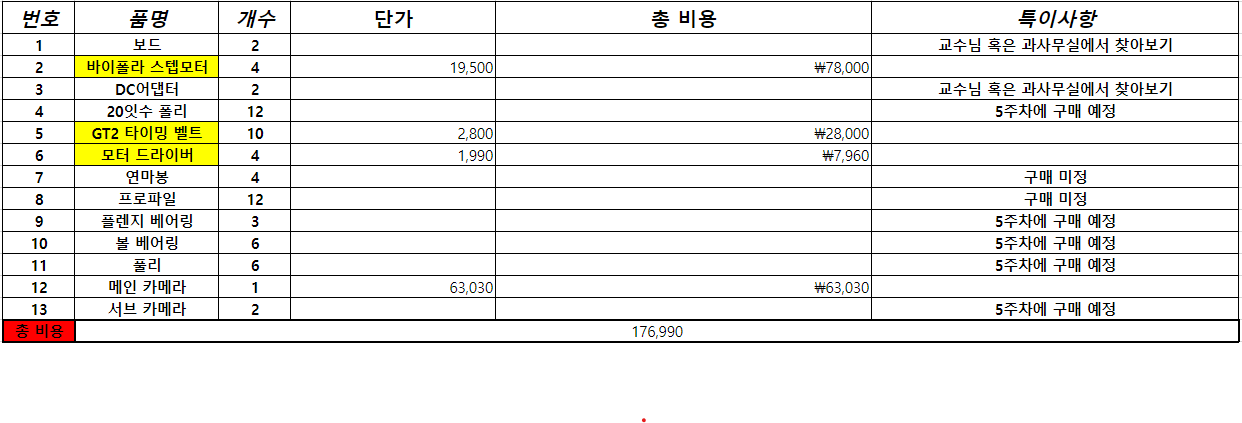 번호 품명 개수 단가 총 비용 특이사항
1 보드 2 교수님 혹은 과사무실에서 찾아보기
2 바이폴라 스텝모터 4 19,500 ₩78,000
3 DC어댑터 2 교수님 혹은 과사무실에서 찾아보기
4 20잇수 폴리 12 5주차에 구매 예정
5 GT2 타이밍 벨트 10 2,800 ₩28,000
6 모터 드라이버 4 1,990 ₩7,960
7 연마봉 4 구매 미정
8 프로파일 12 구매 미정
9 플렌지 베어링 3 5주차에 구매 예정
10 볼 베어링 6 5주차에 구매 예정
11 풀리 6 5주차에 구매 예정
12 메인 카메라 1 63,030 ₩63,030
13 서브 카메라 2 5주차에 구매 예정
총 비용 176,990